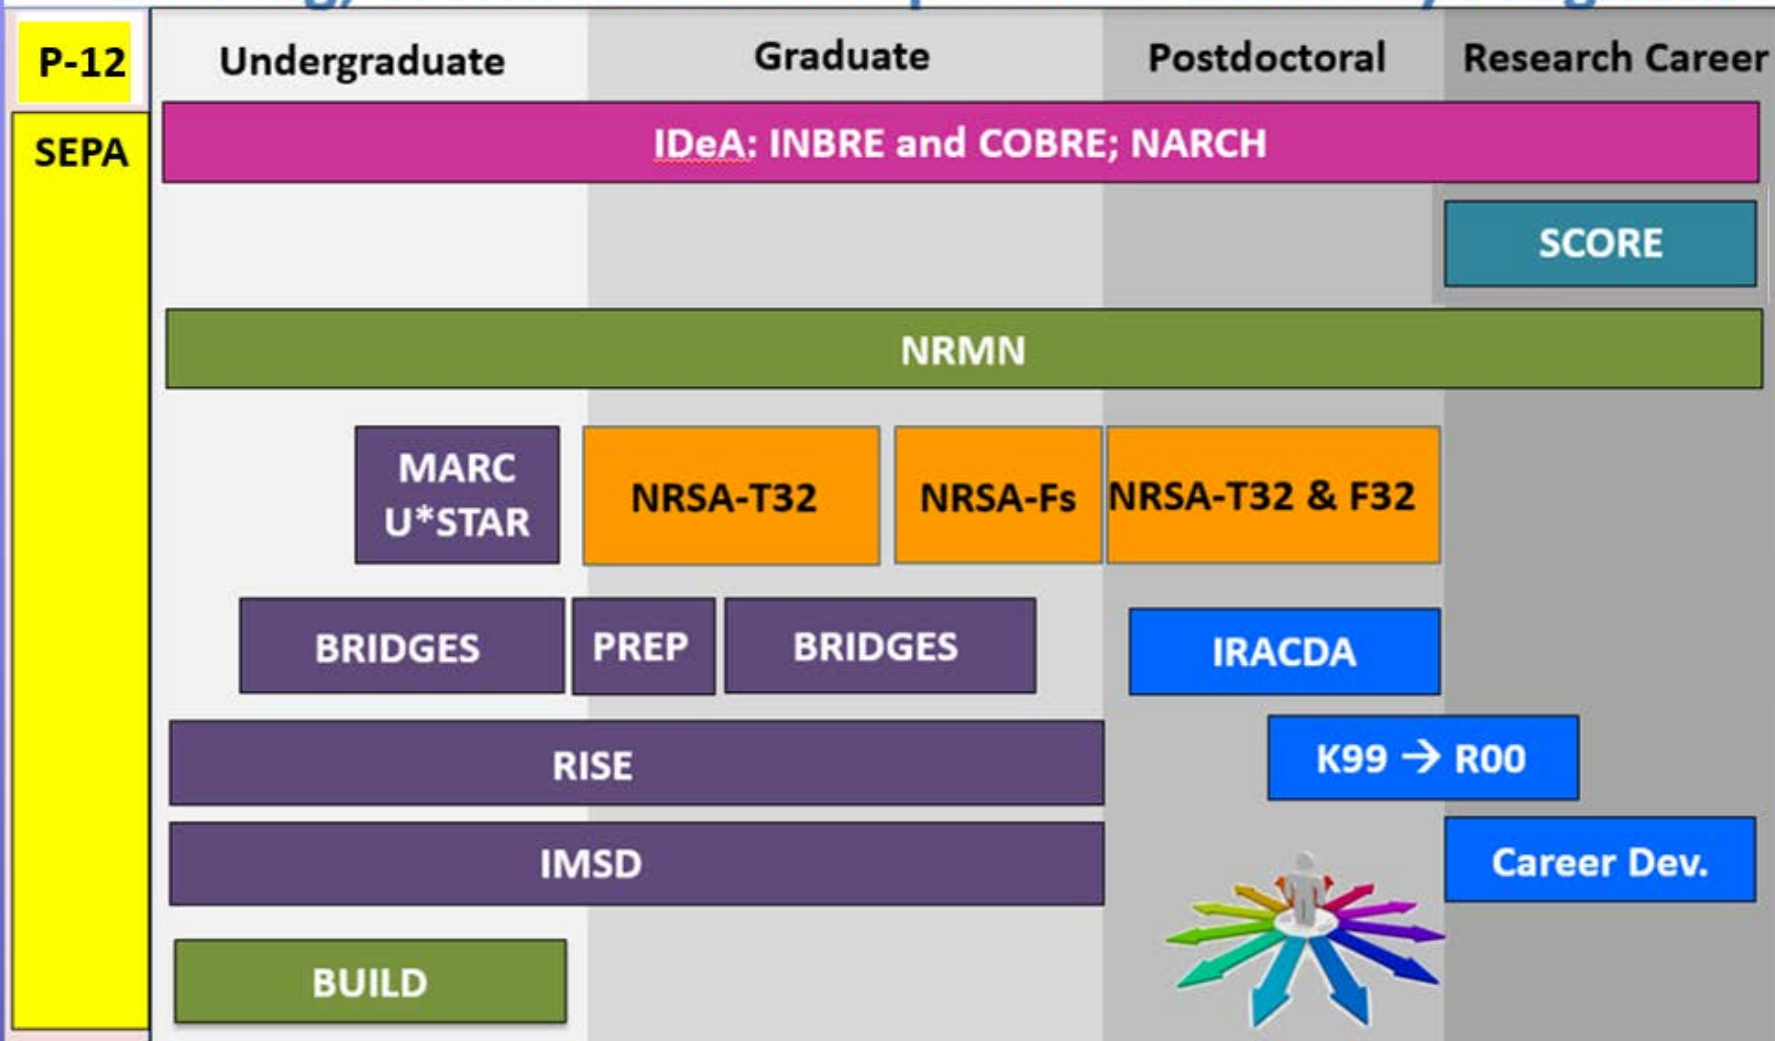 P-12
Undergraduate
Graduate
Postdoctoral
Research Career
SEPA
IDeA: INBRE and COBRE; NARCH
SCORE
NRMN
MARC
U*STAR
NRSA-T32
NRSA-Fs
NRSA-T32 & F32
BRIDGES
PREP
BRIDGES
IRACDA
RISE
K99 → R00
IMSD
Career Dev.
BUILD